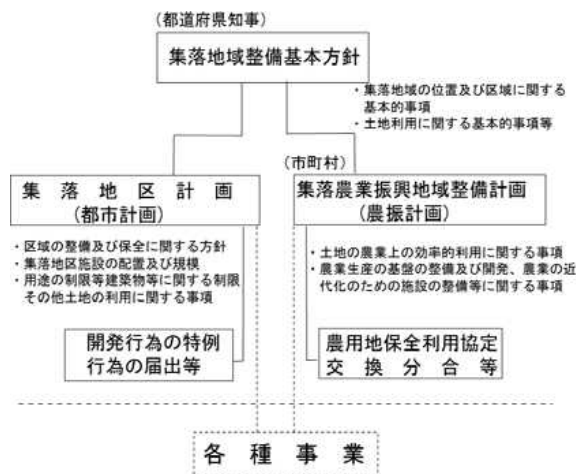 (都道府県知事)
集落地域整備基本方針
・集落地域の位置及び区域に関する
基本的事項
・土地利用に関する基本的事項等
(市町村)
集落地区計画
(都市計画)
集落農業振興地域整備計画
(農振計画)
・区域の整備及び保全に関する方針
・集落地区施設の配置及び規模
・用途の制限等建築物等に関する制限
その他土地の利用に関する事項
・土地の農業上の効率的利用に関する事項
・農業生産の基盤の整備及び開発、農業の近
代化のための施設の整備等に関する事項
開発行為の特例
行為の届出等
農用地保全利用協定
交換分合等
各種事業